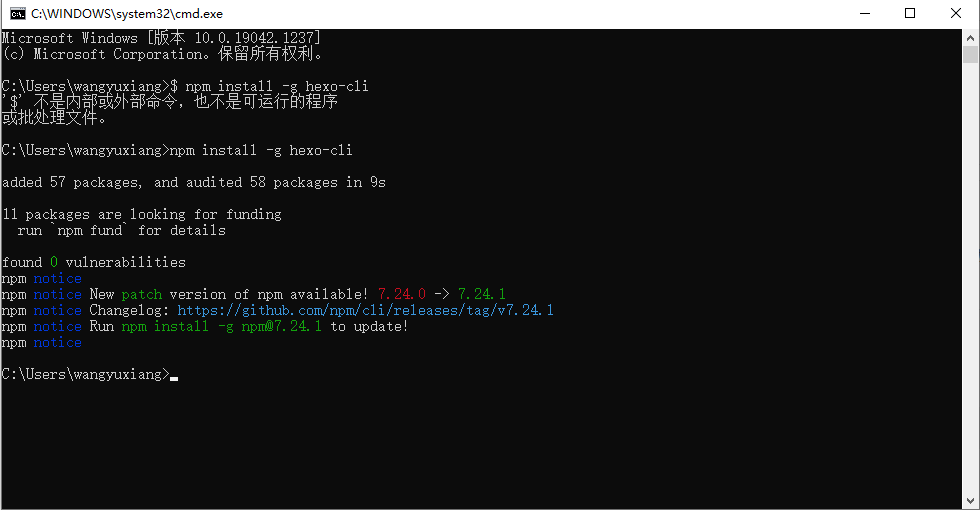 C:\WINDOWS\system32\cmd.exe
Microsoft Windows [版本 10.0.19042.1237]
(c) Microsoft Corporation。保留所有权利。
C:\Users\wangyuxiang>$ npm install -g hexo-cli
'$' 不是内部或外部命令，也不是可运行的程序
或批处理文件。
C:\Users\wangyuxiang>npm install -g hexo-cli
added 57 packages, and audited 58 packages in 9s
11 packages are looking for funding
  run `npm fund` for details
found 0 vulnerabilities
npm notice
npm notice New patch version of npm available! 7.24.0 -> 7.24.1
npm notice Changelog: https://github.com/npm/cli/releases/tag/v7.24.1
npm notice Run npm install -g npm@7.24.1 to update!
npm notice
C:\Users\wangyuxiang>